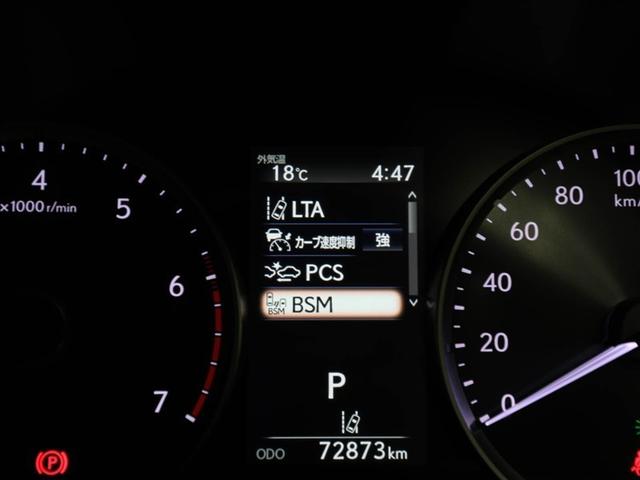 外気温
18℃ 4:47
LTA
カーブ速度抑制 強
PCS
BSM
BSM
P
ODO 72873km
4
×1000r/min
5
6
7
P
100
km/
80
60
40
20
0